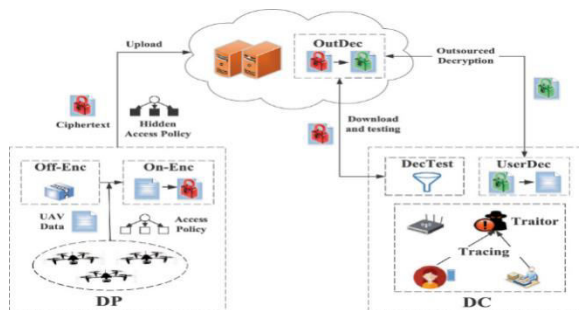 Upload
OutDec
Outsourced
Decryption
Ciphertext
Hidden
Access Policy
Download
and testing
Off-Enc
On-Enc
UAV
Data
Access
Policy
DP
DecTest
UserDec
Traitor
Tracing
DC